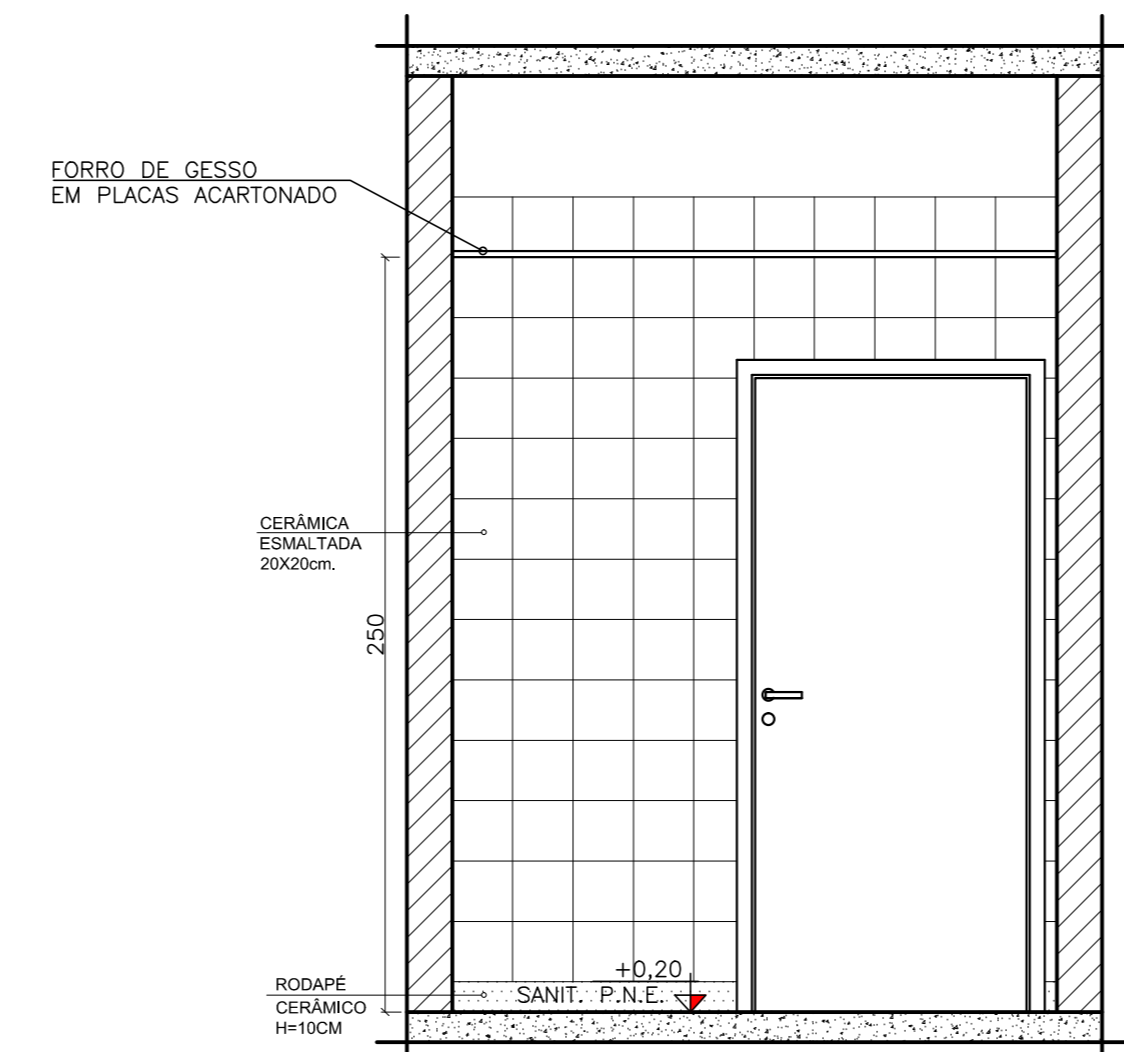 FORRO DE GESSO
EM PLACAS ACARTONADO
CERÂMICA
ESMALTADA
20X20cm.
250
+0,20
SANIT. P.N.E.
RODAPÉ
CERÂMICO
H=10CM